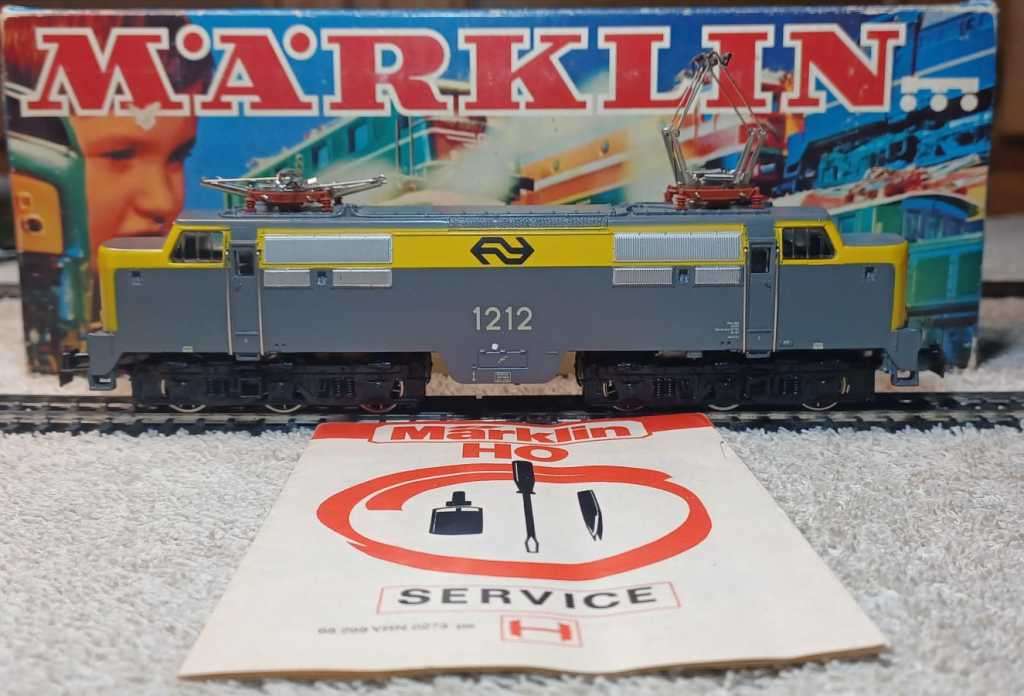 MÄRKLIN
1212
Märklin
HO
SERVICE